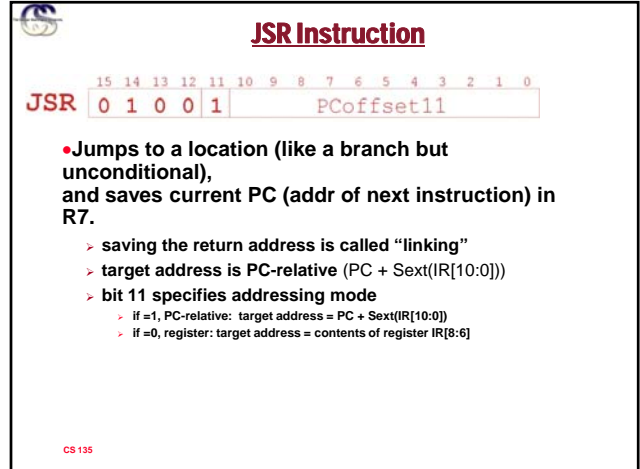 JSR Instruction
15 14 13 12 11 10 9 8 7 6 5 4 3 2 1 0
JSR 0 1 0 0 1 PCoffset11
•Jumps to a location (like a branch but
unconditional),
and saves current PC (addr of next instruction) in
R7.
➢ saving the return address is called “linking”
➢ target address is PC-relative (PC + Sext(IR[10:0]))
➢ bit 11 specifies addressing mode
➢ if =1, PC-relative: target address = PC + Sext(IR[10:0])
➢ if =0, register: target address = contents of register IR[8:6]
CS 135